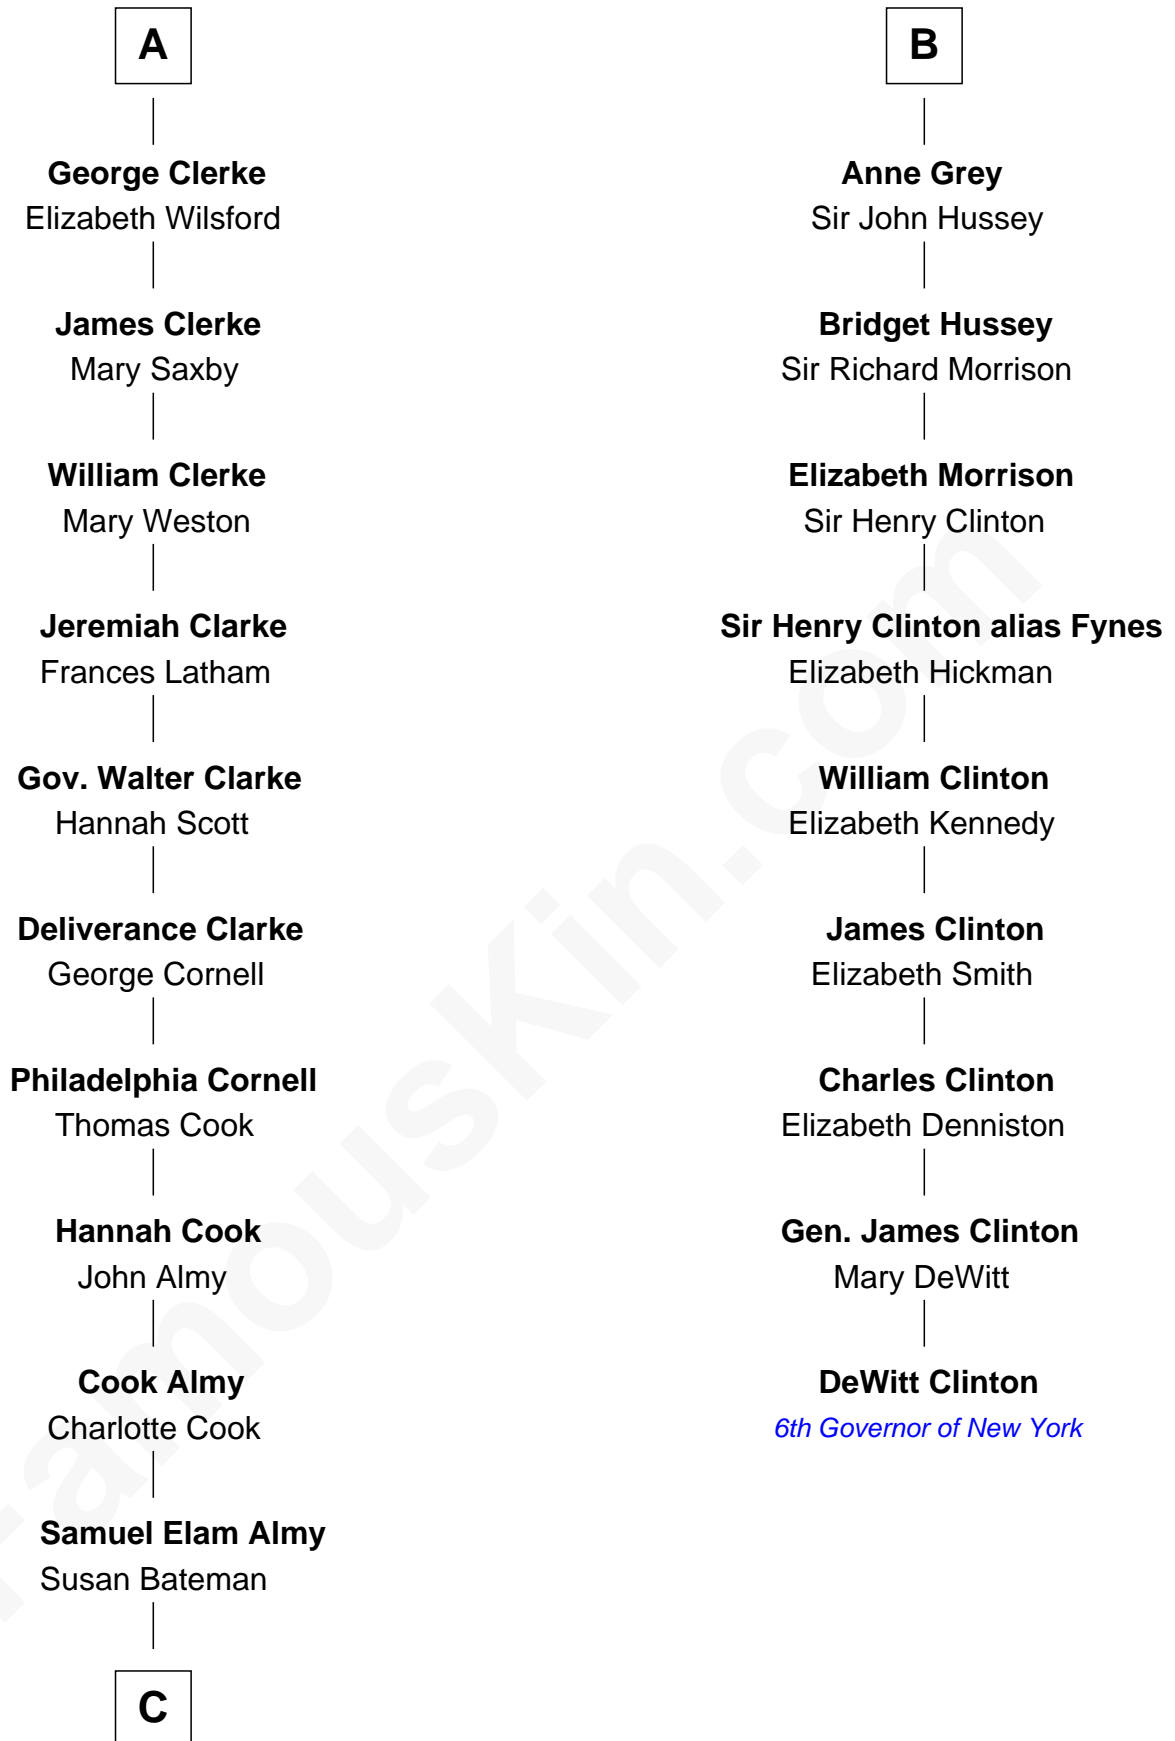 A
George Clerke
Elizabeth Wilsford
James Clerke
Mary Saxby
William Clerke
Mary Weston
Jeremiah Clarke
Frances Latham
Gov. Walter Clarke
Hannah Scott
Deliverance Clarke
George Cornell
Philadelphia Cornell
Thomas Cook
Hannah Cook
John Almy
Cook Almy
Charlotte Cook
Samuel Elam Almy
Susan Bateman
C
B
Anne Grey
Sir John Hussey
Bridget Hussey
Sir Richard Morrison
Elizabeth Morrison
Sir Henry Clinton
Sir Henry Clinton alias Fynes
Elizabeth Hickman
William Clinton
Elizabeth Kennedy
James Clinton
Elizabeth Smith
Charles Clinton
Elizabeth Denniston
Gen. James Clinton
Mary DeWitt
DeWitt Clinton
6th Governor of New York
FamousKin.com